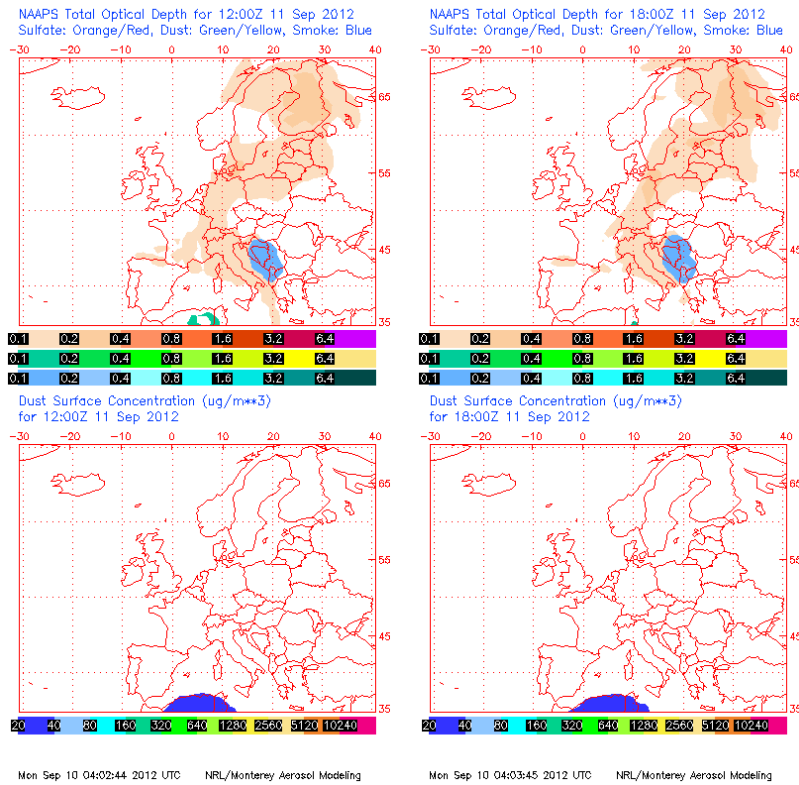 NAAPS Total Optical Depth for 12:00Z 11 Sep 2012
Sulfate: Orange/Red, Dust: Green/Yellow, Smoke: Blue
-30 -20 -10 0 10 20 30 40
65
55
45
35
0.1 0.2 0.4 0.8 1.6 3.2 6.4
0.1 0.2 0.4 0.8 1.6 3.2 6.4
0.1 0.2 0.4 0.8 1.6 3.2 6.4
NAAPS Total Optical Depth for 18:00Z 11 Sep 2012
Sulfate: Orange/Red, Dust: Green/Yellow, Smoke: Blue
-30 -20 -10 0 10 20 30 40
65
55
45
35
0.1 0.2 0.4 0.8 1.6 3.2 6.4
0.1 0.2 0.4 0.8 1.6 3.2 6.4
0.1 0.2 0.4 0.8 1.6 3.2 6.4
Dust Surface Concentration (ug/m**3)
for 12:00Z 11 Sep 2012
-30 -20 -10 0 10 20 30 40
65
55
45
35
20 40 80 160 320 640 1280 2560 5120 10240
Mon Sep 10 04:02:44 2012 UTC NRL/Monterey Aerosol Modeling
Dust Surface Concentration (ug/m**3)
for 18:00Z 11 Sep 2012
-30 -20 -10 0 10 20 30 40
65
55
45
35
20 40 80 160 320 640 1280 2560 5120 10240
Mon Sep 10 04:03:45 2012 UTC NRL/Monterey Aerosol Modeling